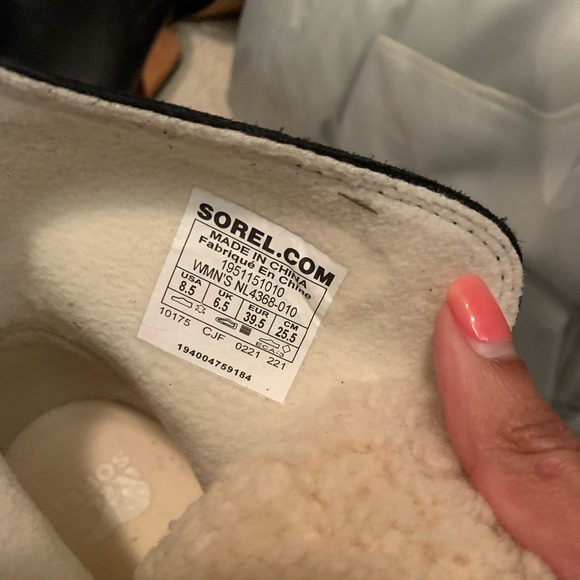 SOREL.COM
MADE IN CHINA
Fabriqué En Chine
1951151010
WMN'S NL4368-010
USA UK EUR CM
8.5 6.5 39.5 25.5
10175 CJF 0221 221
194004759184
SOREL